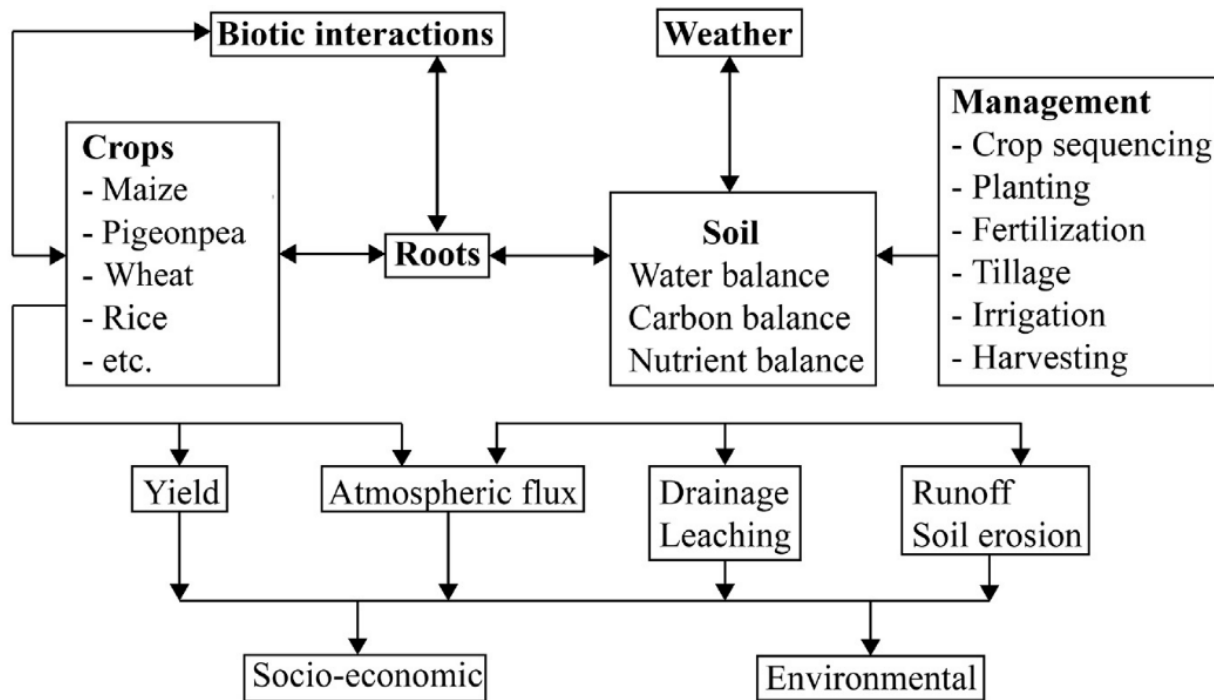 Biotic interactions
Weather
Crops
- Maize
- Pigeonpea
- Wheat
- Rice
- etc.
Roots
Soil
Water balance
Carbon balance
Nutrient balance
Management
- Crop sequencing
- Planting
- Fertilization
- Tillage
- Irrigation
- Harvesting
Yield
Atmospheric flux
Drainage
Leaching
Runoff
Soil erosion
Socio-economic
Environmental